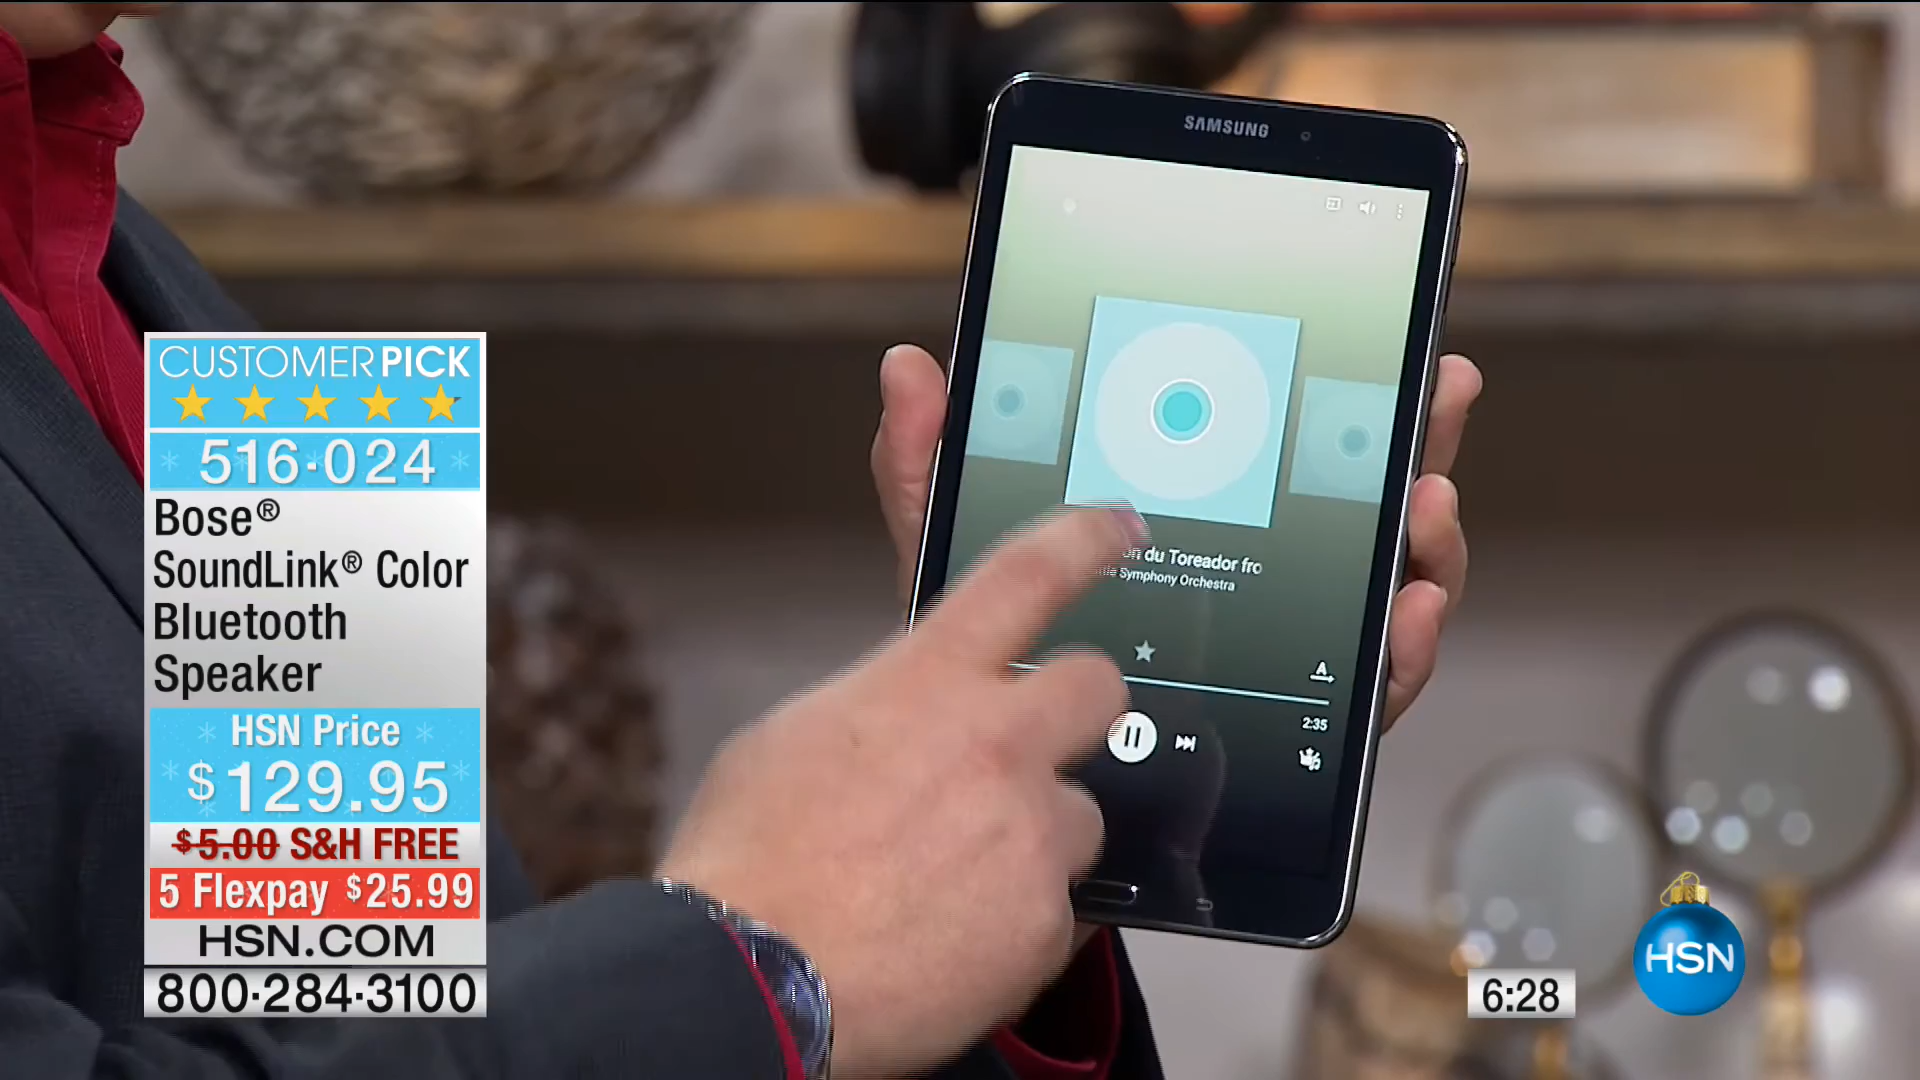 CUSTOMER PICK
516-024
Bose®
SoundLink® Color
Bluetooth
Speaker
HSN Price
$129.95
$5.00 S&H FREE
5 Flexpay $25.99
HSN.COM
800·284·3100
SAMSUNG
du Toreador fro
Symphony Orchestra
A
2:35
6:28
HSN